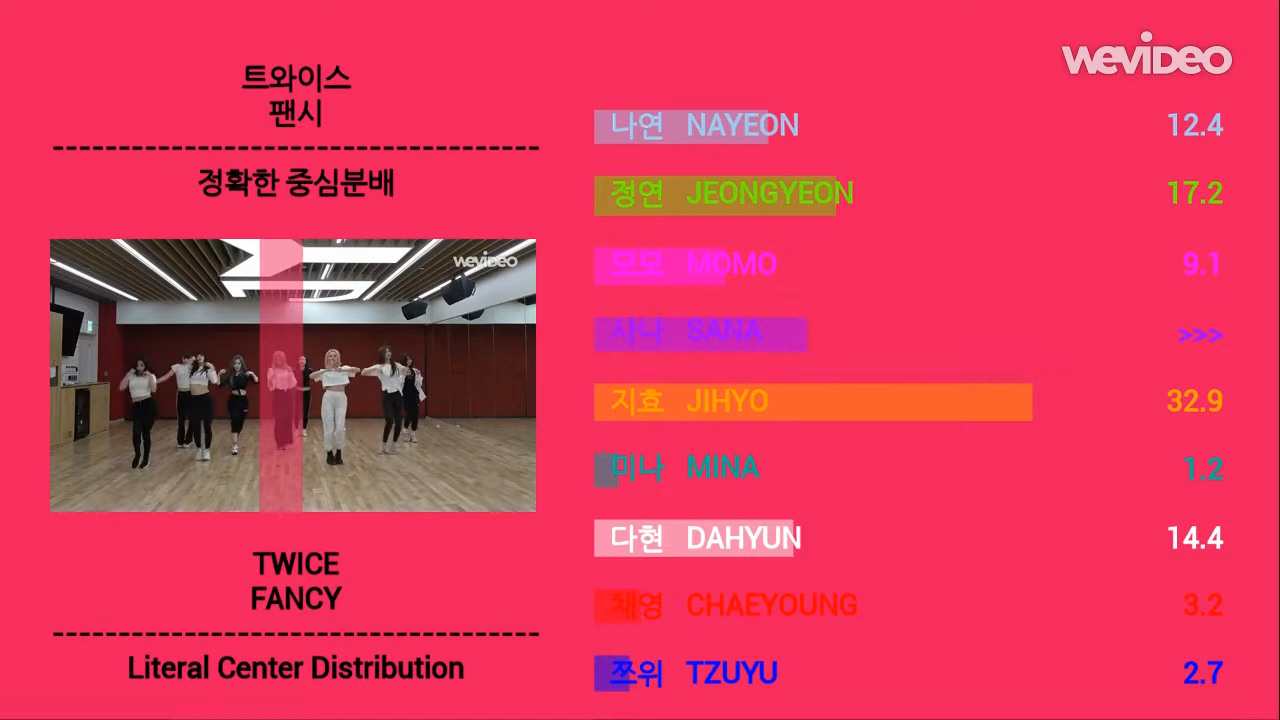 트와이스
팬시
정확한 중심분배
wevideo
TWICE
FANCY
Literal Center Distribution
wevideo
나연 NAYEON 12.4
정연 JEONGYEON 17.2
모모 MOMO 9.1
사나 SANA >>>
지효 JIHYO 32.9
미나 MINA 1.2
다현 DAHYUN 14.4
채영 CHAEYOUNG 3.2
쯔위 TZUYU 2.7